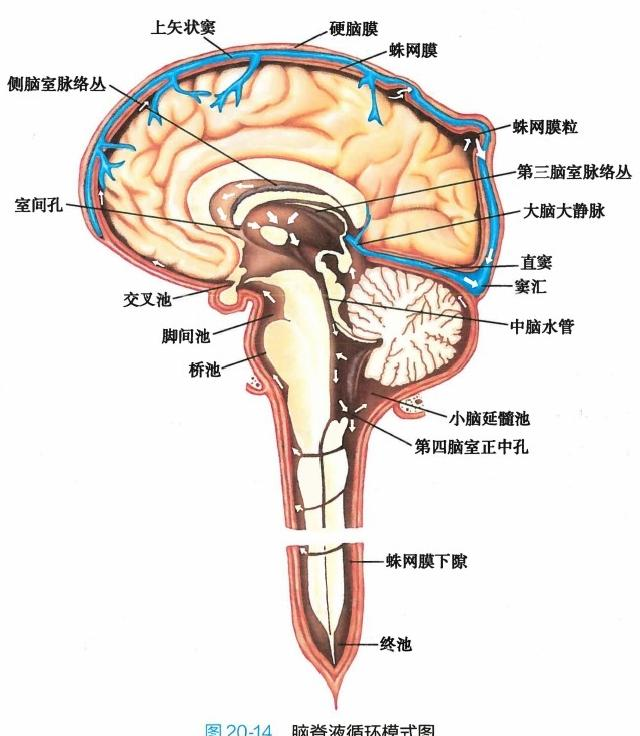 上矢状窦
硬脑膜
蛛网膜
侧脑室脉络丛
蛛网膜粒
第三脑室脉络丛
室间孔
大脑大静脉
直窦
窦汇
交叉池
中脑水管
脚间池
桥池
小脑延髓池
第四脑室正中孔
蛛网膜下隙
终池
图 20-14 脑脊液循环模式图